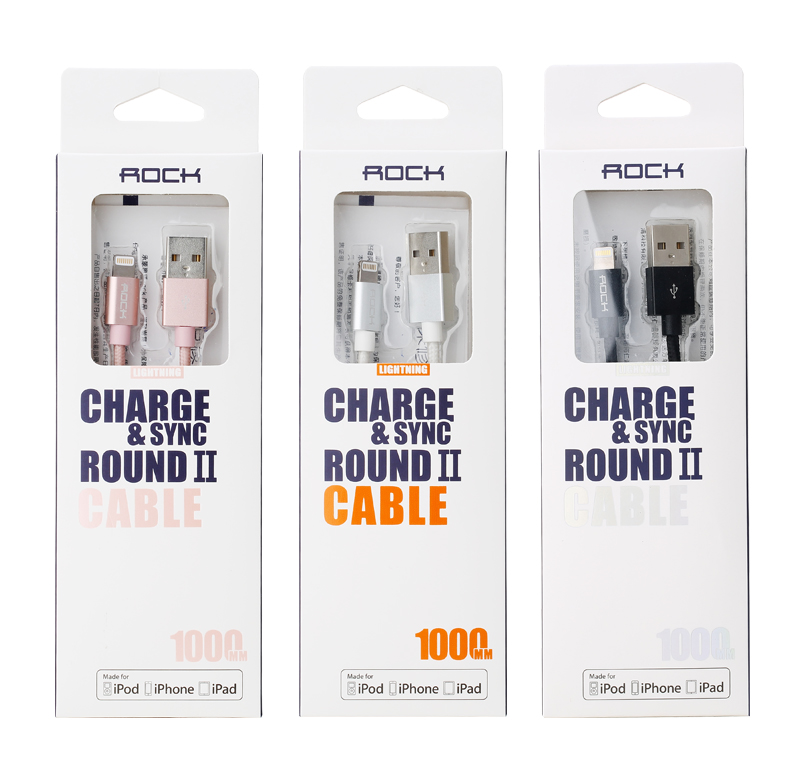 ROCK
ROCK
LIGHTNING
CHARGE
& SYNC
ROUND II
CABLE
1000MM
Made for
iPod iPhone iPad
ROCK
LIGHTNING
CHARGE
& SYNC
ROUND II
CABLE
1000MM
Made for
iPod iPhone iPad
ROCK
ROCK
LIGHTNING
CHARGE
& SYNC
ROUND II
CABLE
1000
Made for
iPod iPhone iPad